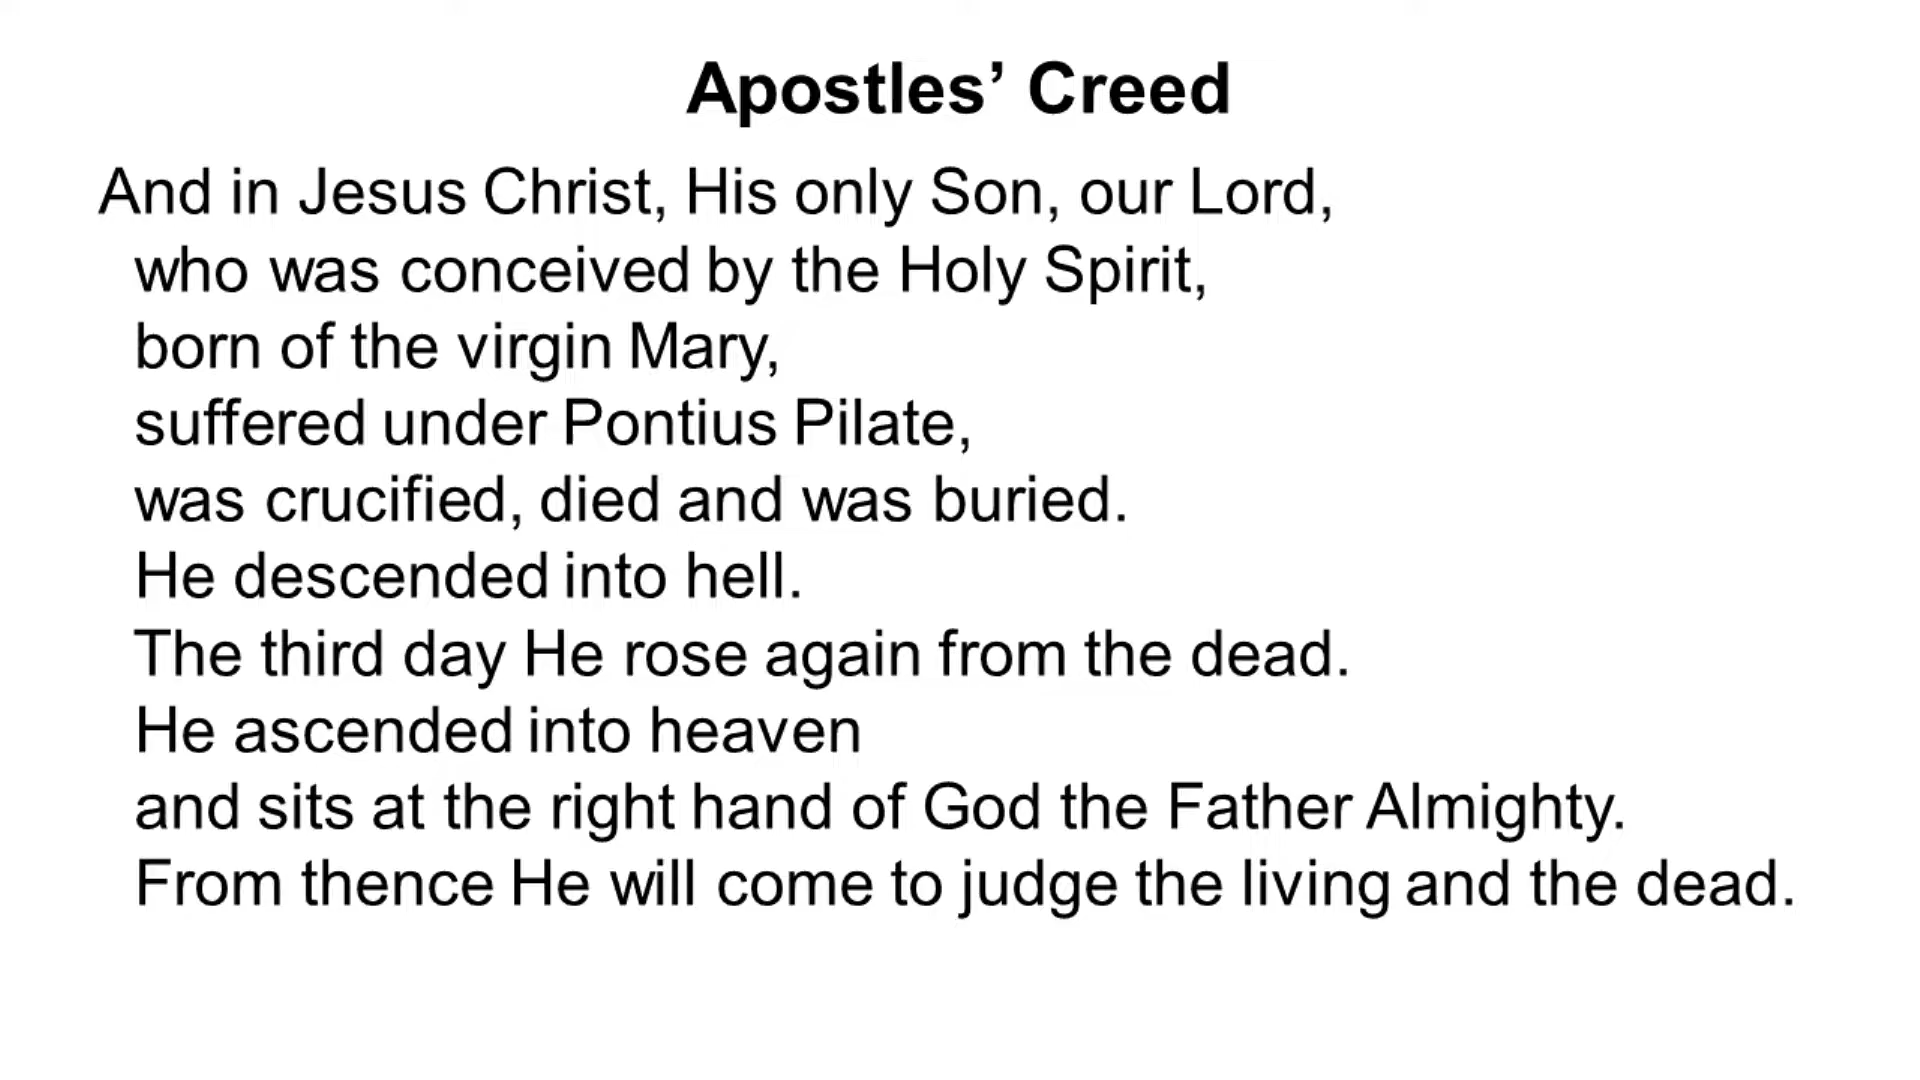 Apostles’ Creed
And in Jesus Christ, His only Son, our Lord,
who was conceived by the Holy Spirit,
born of the virgin Mary,
suffered under Pontius Pilate,
was crucified, died and was buried.
He descended into hell.
The third day He rose again from the dead.
He ascended into heaven
and sits at the right hand of God the Father Almighty.
From thence He will come to judge the living and the dead.